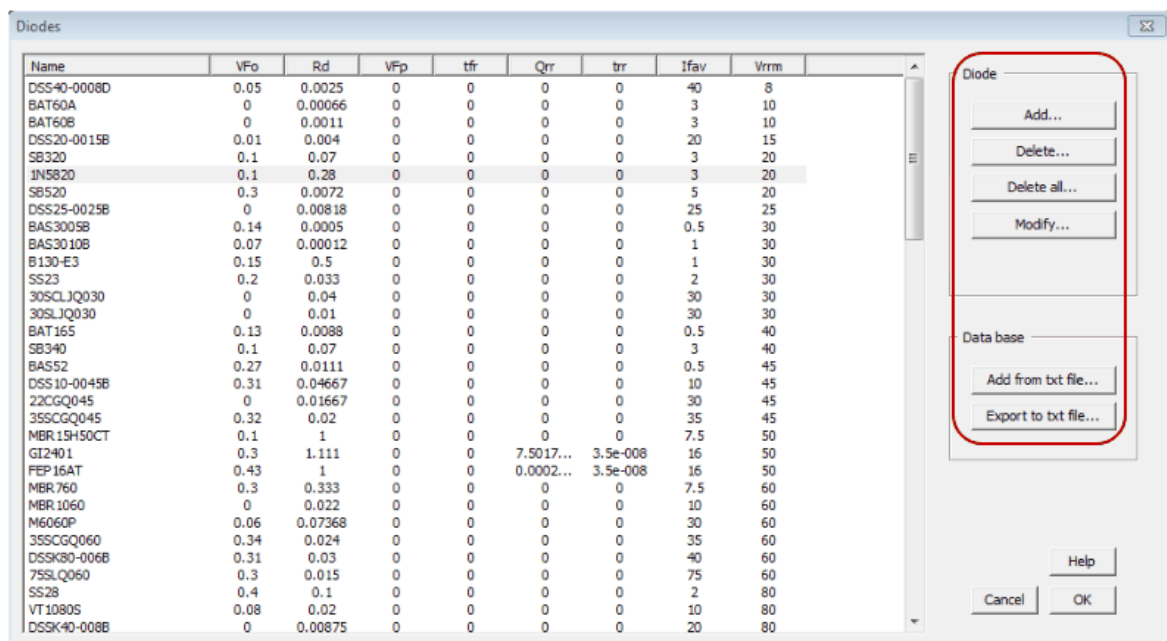 Diodes
Name VFo Rd VFp tfr Qrr trr Ifav Vrrm
DSS40-0008D 0.05 0.0025 0 0 0 0 40 8
BAT60A 0 0.00066 0 0 0 0 3 10
BAT60B 0 0.0011 0 0 0 0 3 10
DSS20-0015B 0.01 0.004 0 0 0 0 20 15
SB320 0.1 0.07 0 0 0 0 3 20
1N5820 0.1 0.28 0 0 0 0 3 20
SB520 0.3 0.0072 0 0 0 0 5 20
DSS25-0025B 0 0.00818 0 0 0 0 25 25
BAS3005B 0.14 0.0005 0 0 0 0 0.5 30
BAS3010B 0.07 0.00012 0 0 0 0 1 30
B130-E3 0.15 0.5 0 0 0 0 1 30
SS23 0.2 0.033 0 0 0 0 2 30
30SCLJQ030 0 0.04 0 0 0 0 30 30
30SLJQ030 0 0.01 0 0 0 0 30 30
BAT165 0.13 0.0088 0 0 0 0 0.5 40
SB340 0.1 0.07 0 0 0 0 3 40
BAS52 0.27 0.0111 0 0 0 0 0.5 45
DSS10-0045B 0.31 0.04667 0 0 0 0 10 45
22CGQ045 0 0.01667 0 0 0 0 30 45
35SCGQ045 0.32 0.02 0 0 0 0 35 45
MBR15H50CT 0.1 1 0 0 0 0 7.5 50
GI2401 0.3 1.111 0 0 7.5017... 3.5e-008 16 50
FEP16AT 0.43 1 0 0 0.0002... 3.5e-008 16 50
MBR760 0.3 0.333 0 0 0 0 7.5 60
MBR1060 0 0.022 0 0 0 0 10 60
M6060P 0.06 0.07368 0 0 0 0 30 60
35SCGQ060 0.34 0.024 0 0 0 0 35 60
DSSK80-006B 0.31 0.03 0 0 0 0 40 60
75SLQ060 0.3 0.015 0 0 0 0 75 60
SS28 0.4 0.1 0 0 0 0 2 80
VT1080S 0.08 0.02 0 0 0 0 10 80
DSSK40-008B 0 0.00875 0 0 0 0 20 80
Diode
Add...
Delete...
Delete all...
Modify...
Data base
Add from txt file...
Export to txt file...
Help
Cancel OK